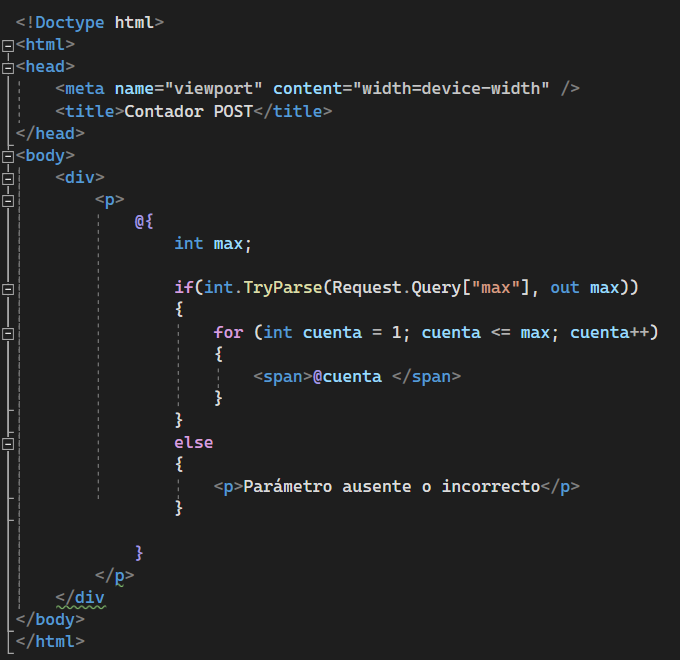 <!Doctype html>
<html>
<head>
    <meta name="viewport" content="width=device-width" />
    <title>Contador POST</title>
</head>
<body>
    <div>
        <p>
            @{
                int max;

                if(int.TryParse(Request.Query["max"], out max))
                {
                    for (int cuenta = 1; cuenta <= max; cuenta++)
                    {
                        <span>@cuenta </span>
                    }
                }
                else
                {
                    <p>Parámetro ausente o incorrecto</p>
                }

            }
        </p>
    </div
</body>
</html>